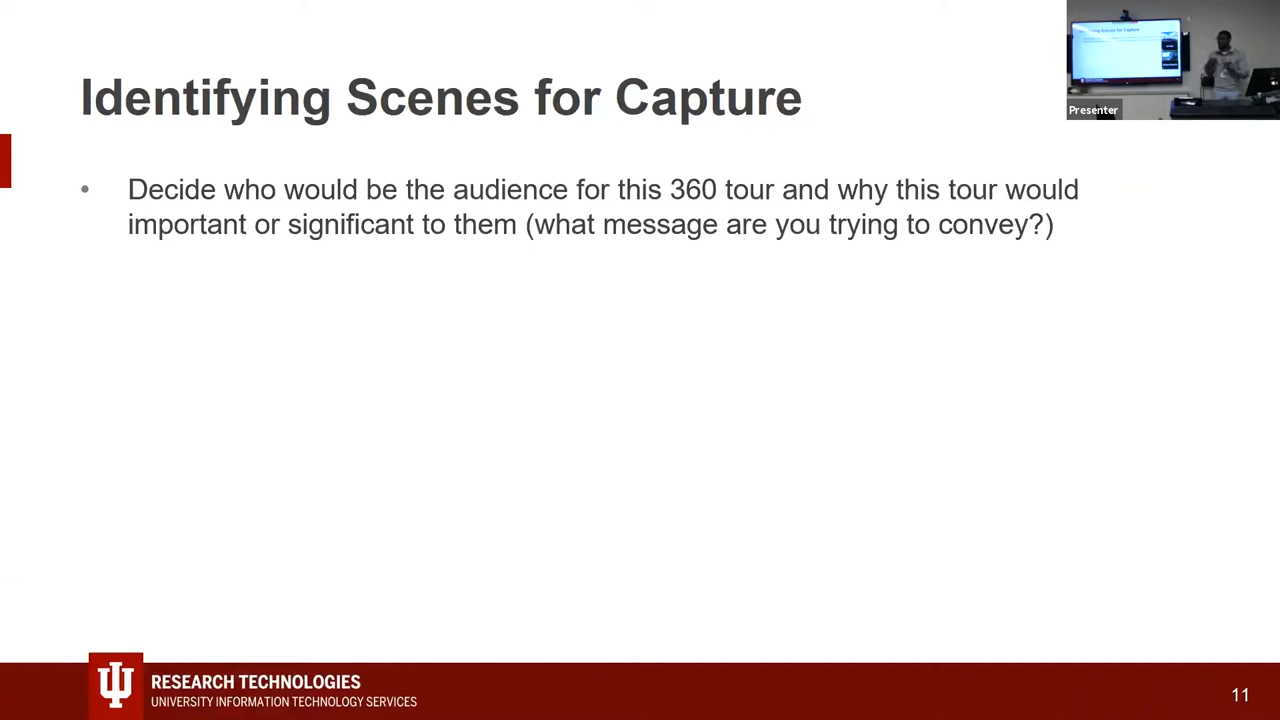 Identifying Scenes for Capture
Presenter
• Decide who would be the audience for this 360 tour and why this tour would
important or significant to them (what message are you trying to convey?)
RESEARCH TECHNOLOGIES
UNIVERSITY INFORMATION TECHNOLOGY SERVICES
11